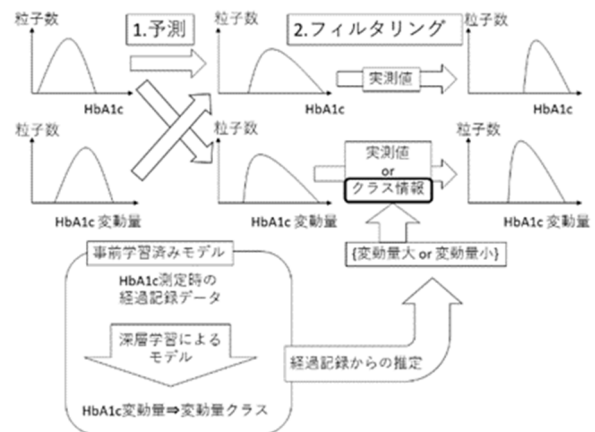 粒子数
1.予測
粒子数
2.フィルタリング
粒子数
実測値
HbA1c
HbA1c
HbA1c
粒子数
粒子数
粒子数
実測値
or
クラス情報
HbA1c 変動量
HbA1c 変動量
HbA1c 変動量
{変動量大 or 変動量小}
事前学習済みモデル
HbA1c測定時の
経過記録データ
深層学習による
モデル
経過記録からの推定
HbA1c変動量⇒変動量クラス